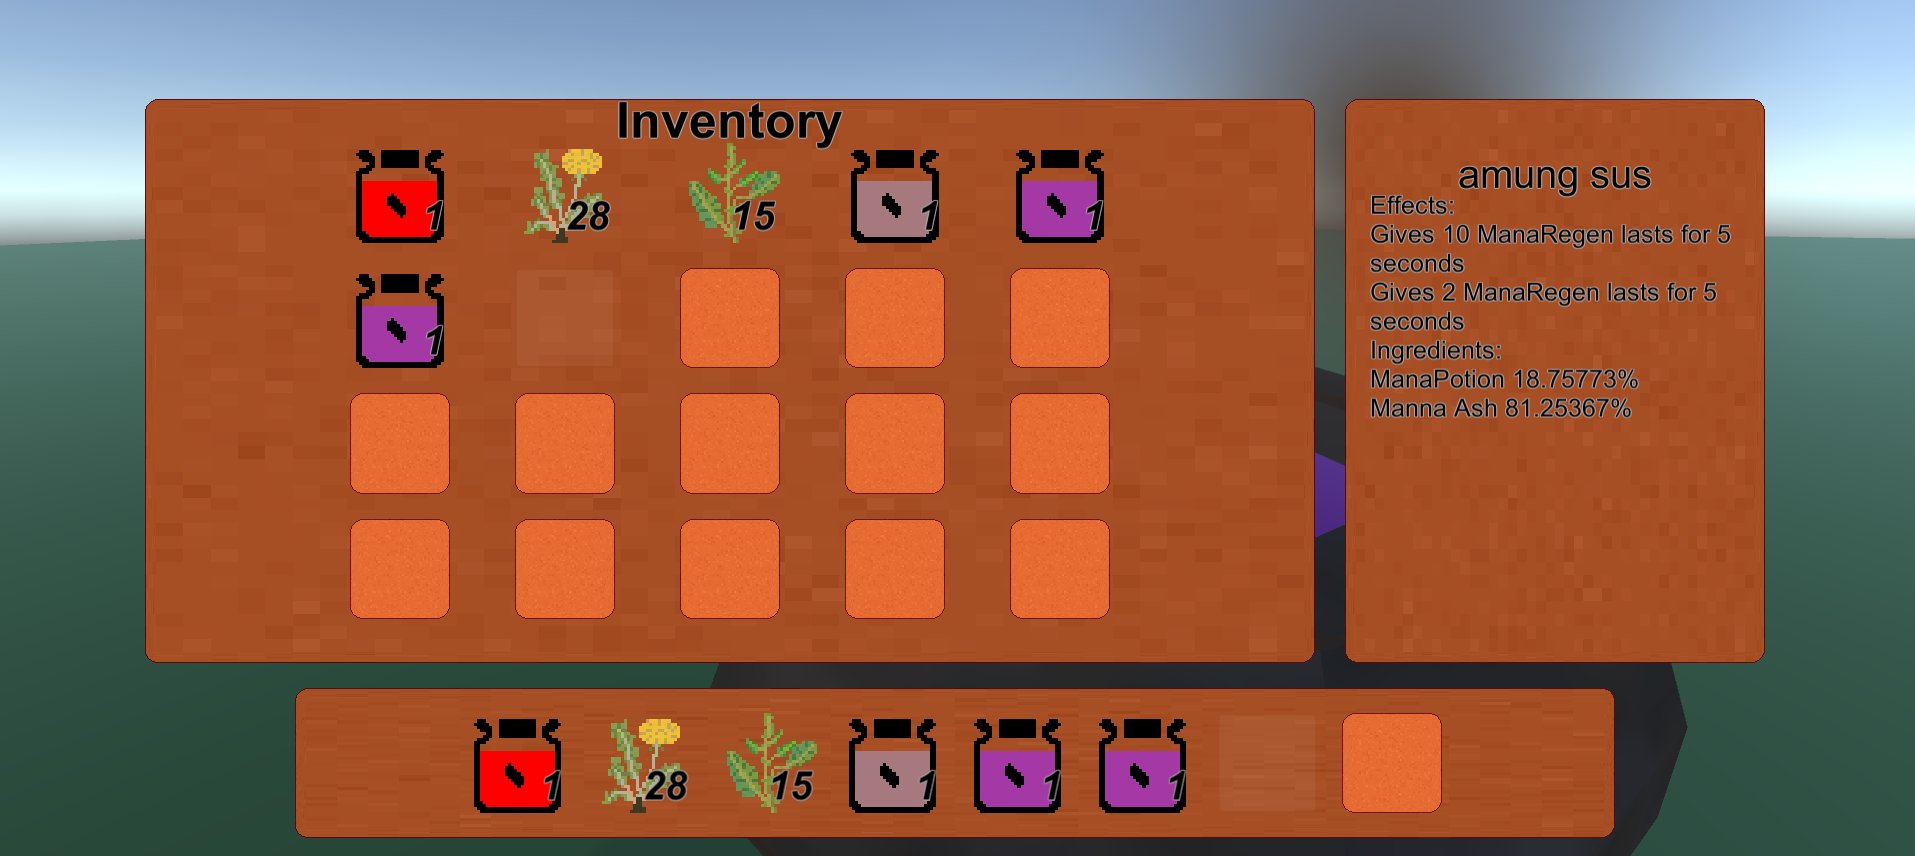 Inventory
1
28
15
1
1
1
amung sus
Effects:
Gives 10 ManaRegen lasts for 5
seconds
Gives 2 ManaRegen lasts for 5
seconds
Ingredients:
ManaPotion 18.75773%
Manna Ash 81.25367%
1
28
15
1
1
1